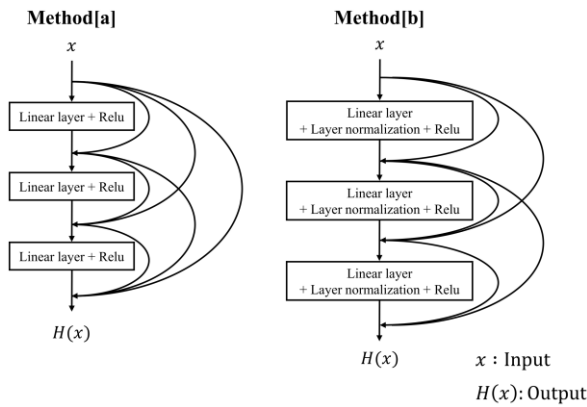 Method[a]
x
Linear layer + Relu
Linear layer + Relu
Linear layer + Relu
H(x)
Method[b]
x
Linear layer
+ Layer normalization + Relu
Linear layer
+ Layer normalization + Relu
Linear layer
+ Layer normalization + Relu
H(x)
x : Input
H(x): Output